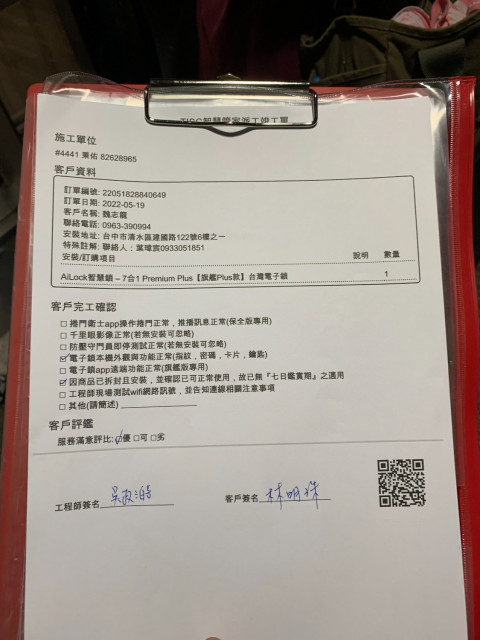 TISC智慧管家派工竣工單
施工單位
#4441 秉佑 82628965
客戶資料
訂單編號: 22051828840649
訂單日期: 2022-05-19
客戶名稱: 魏志龍
聯絡電話: 0963-390994
安裝地址: 台中市清水區建國路122號6樓之一
特殊註解: 聯絡人：葉瑋宸0933051851
安裝/訂購項目 說明 數量
AiLock智慧鎖 – 7合1 Premium Plus【旗艦Plus款】台灣電子鎖 1
客戶完工確認
□ 捲門衛士app操作捲門正常，推播訊息正常(保全版專用)
□ 千里眼影像正常(若無安裝可忽略)
□ 防壓守門員即停測試正常(若無安裝可忽略)
☑ 電子鎖本機外觀與功能正常(指紋，密碼，卡片，鑰匙)
□ 電子鎖app遠端功能正常(旗艦版專用)
☑ 因商品已拆封且安裝，並確認已可正常使用，故已無『七日鑑賞期』之適用
□ 工程師現場測試wifi網路訊號，並告知連線相關注意事項
□ 其他(請簡述)
客戶評鑑
服務滿意評比: ☑優 □可 □劣
工程師簽名 客戶簽名 林明珠